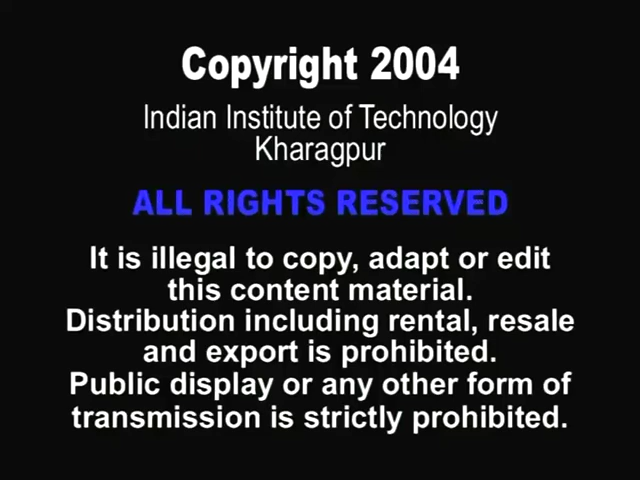 Copyright 2004
Indian Institute of Technology
Kharagpur
ALL RIGHTS RESERVED
It is illegal to copy, adapt or edit
this content material.
Distribution including rental, resale
and export is prohibited.
Public display or any other form of
transmission is strictly prohibited.